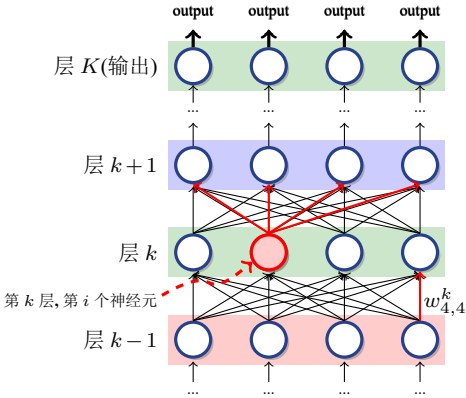 output output output output
层 K(输出)
... ... ... ...
层 k+1
层 k
第 k 层, 第 i 个神经元
w^k_{4,4}
层 k−1
... ... ... ...